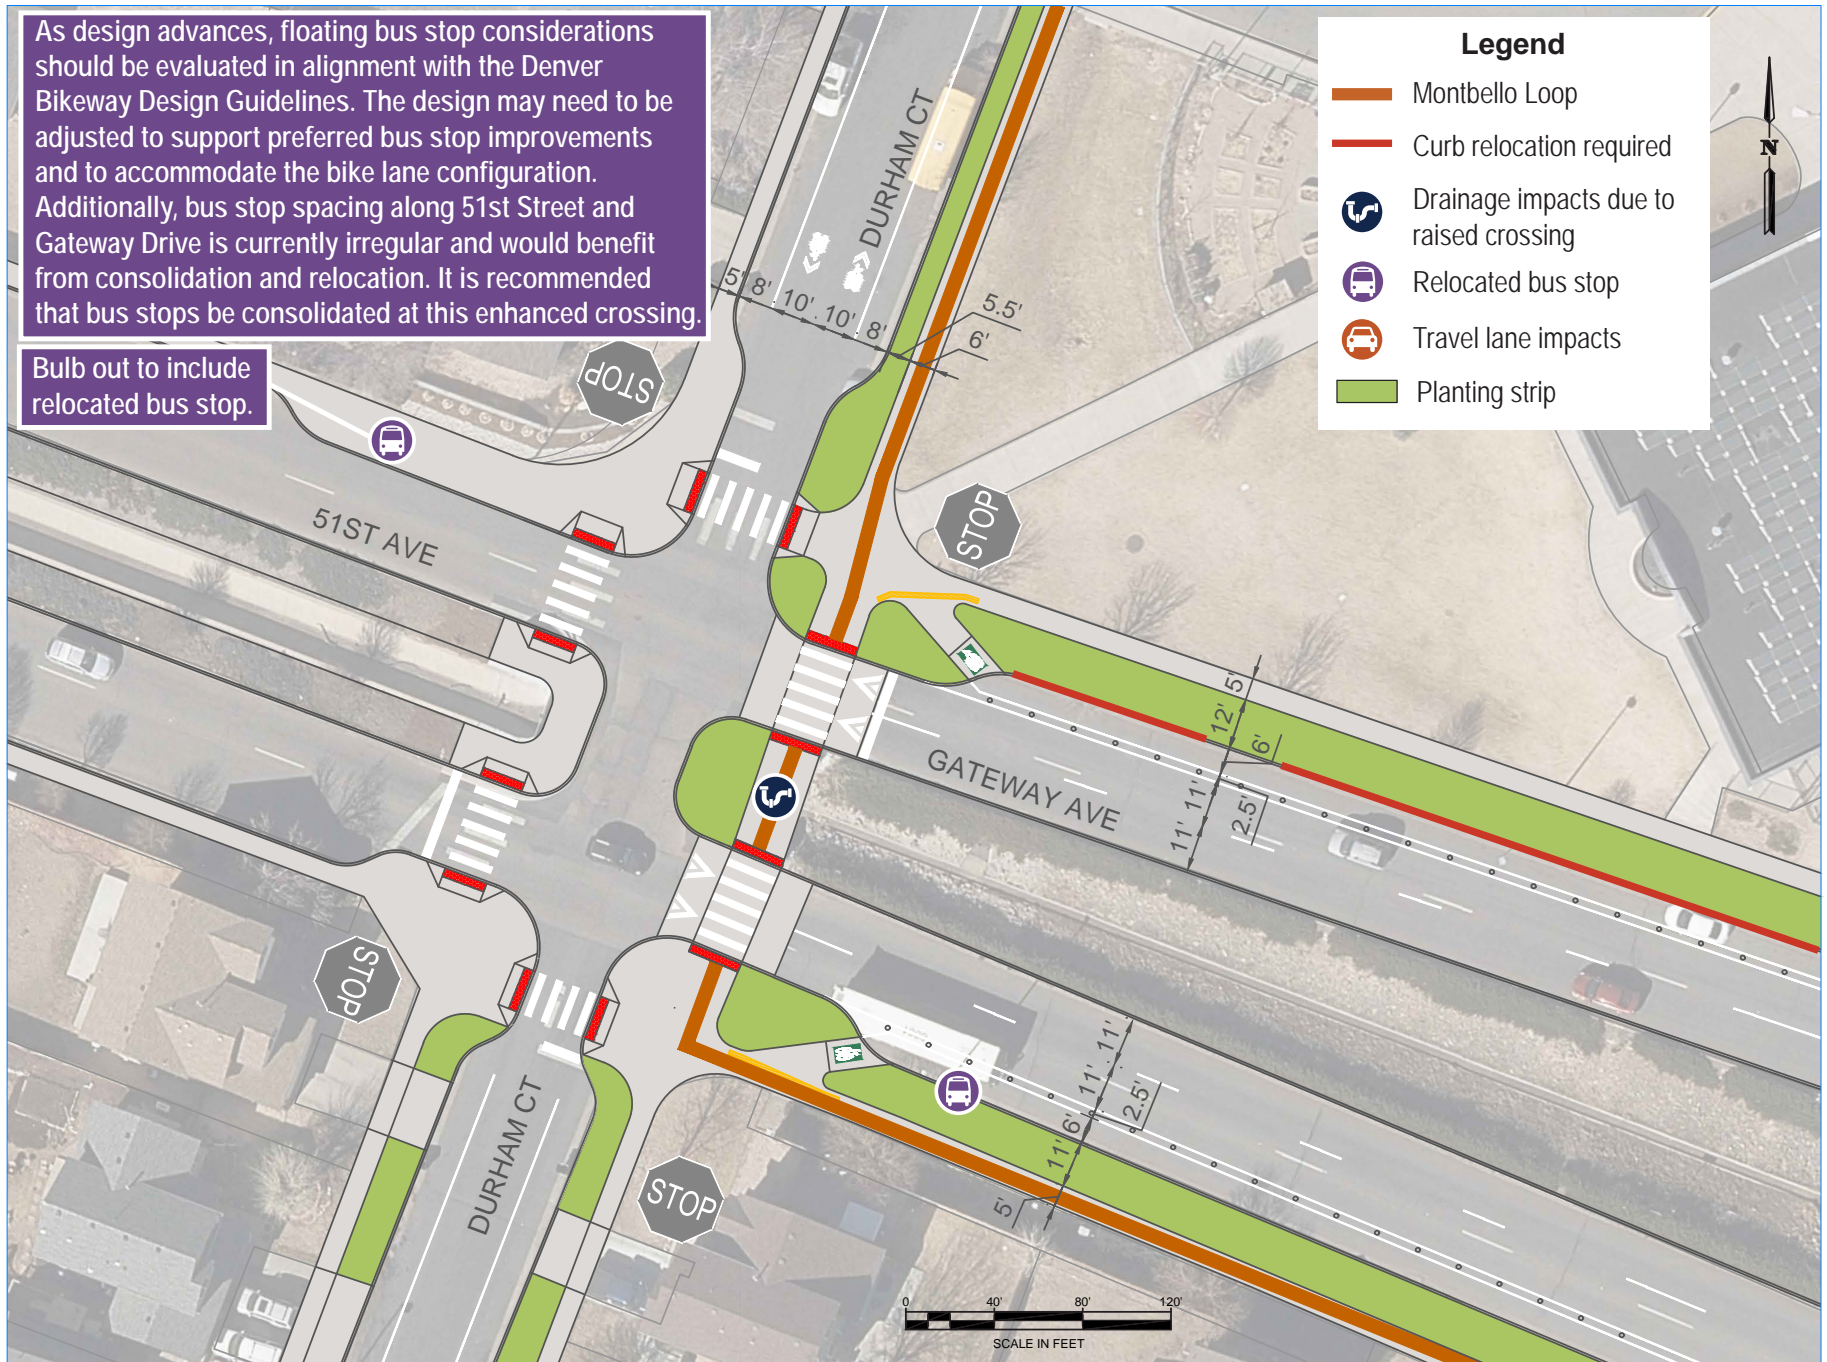 As design advances, floating bus stop considerations
should be evaluated in alignment with the Denver
Bikeway Design Guidelines. The design may need to be
adjusted to support preferred bus stop improvements
and to accommodate the bike lane configuration.
Additionally, bus stop spacing along 51st Street and
Gateway Drive is currently irregular and would benefit
from consolidation and relocation. It is recommended
that bus stops be consolidated at this enhanced crossing.
Bulb out to include
relocated bus stop.
Legend
Montbello Loop
Curb relocation required
Drainage impacts due to
raised crossing
Relocated bus stop
Travel lane impacts
Planting strip
N
DURHAM CT
5' 8' 10' 10' 8'
5.5'
6'
STOP
51ST AVE
STOP
GATEWAY AVE
5'
12'
6'
11'
11'
2.5'
STOP
DURHAM CT
STOP
11'
11'
2.5'
6'
11'
5'
0 40' 80' 120'
SCALE IN FEET